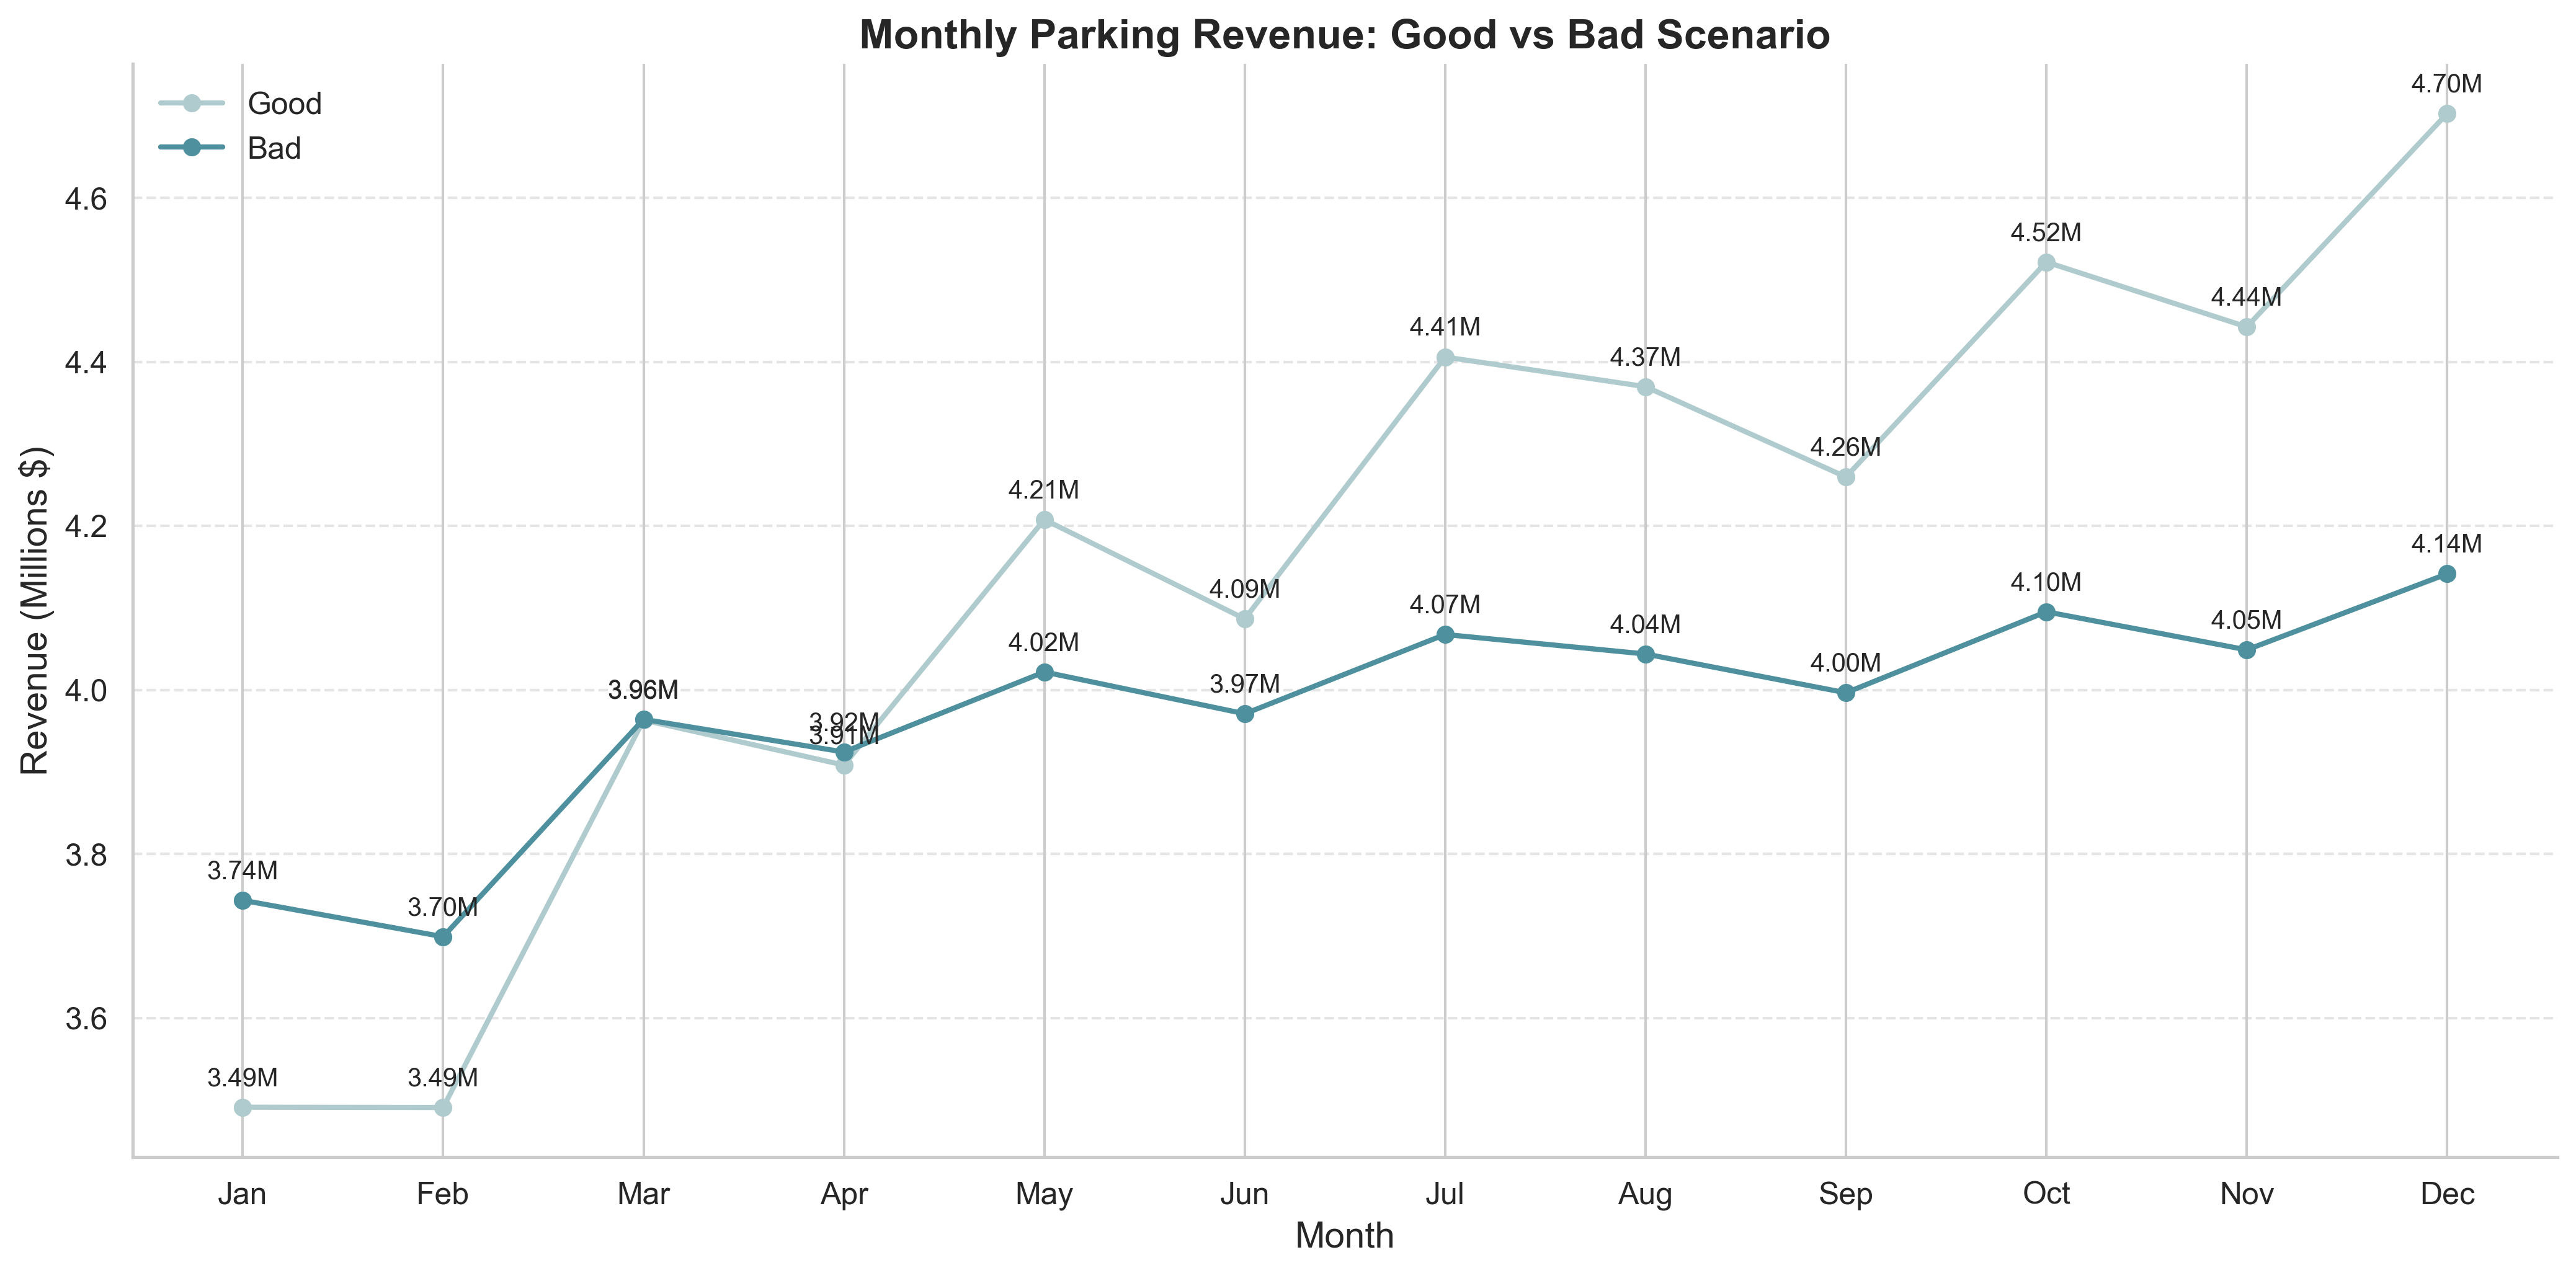 Monthly Parking Revenue: Good vs Bad Scenario
Good
Bad
Revenue (Millions $)
4.6
4.4
4.2
4.0
3.8
3.6
4.70M
4.52M
4.44M
4.41M
4.37M
4.26M
4.21M
4.09M
4.14M
4.10M
4.07M
4.05M
4.04M
4.02M
4.00M
3.97M
3.96M
3.92M
3.91M
3.74M
3.70M
3.49M 3.49M
Jan Feb Mar Apr May Jun Jul Aug Sep Oct Nov Dec
Month